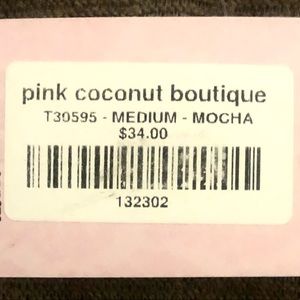 pink coconut boutique
T30595 - MEDIUM - MOCHA
$34.00
132302